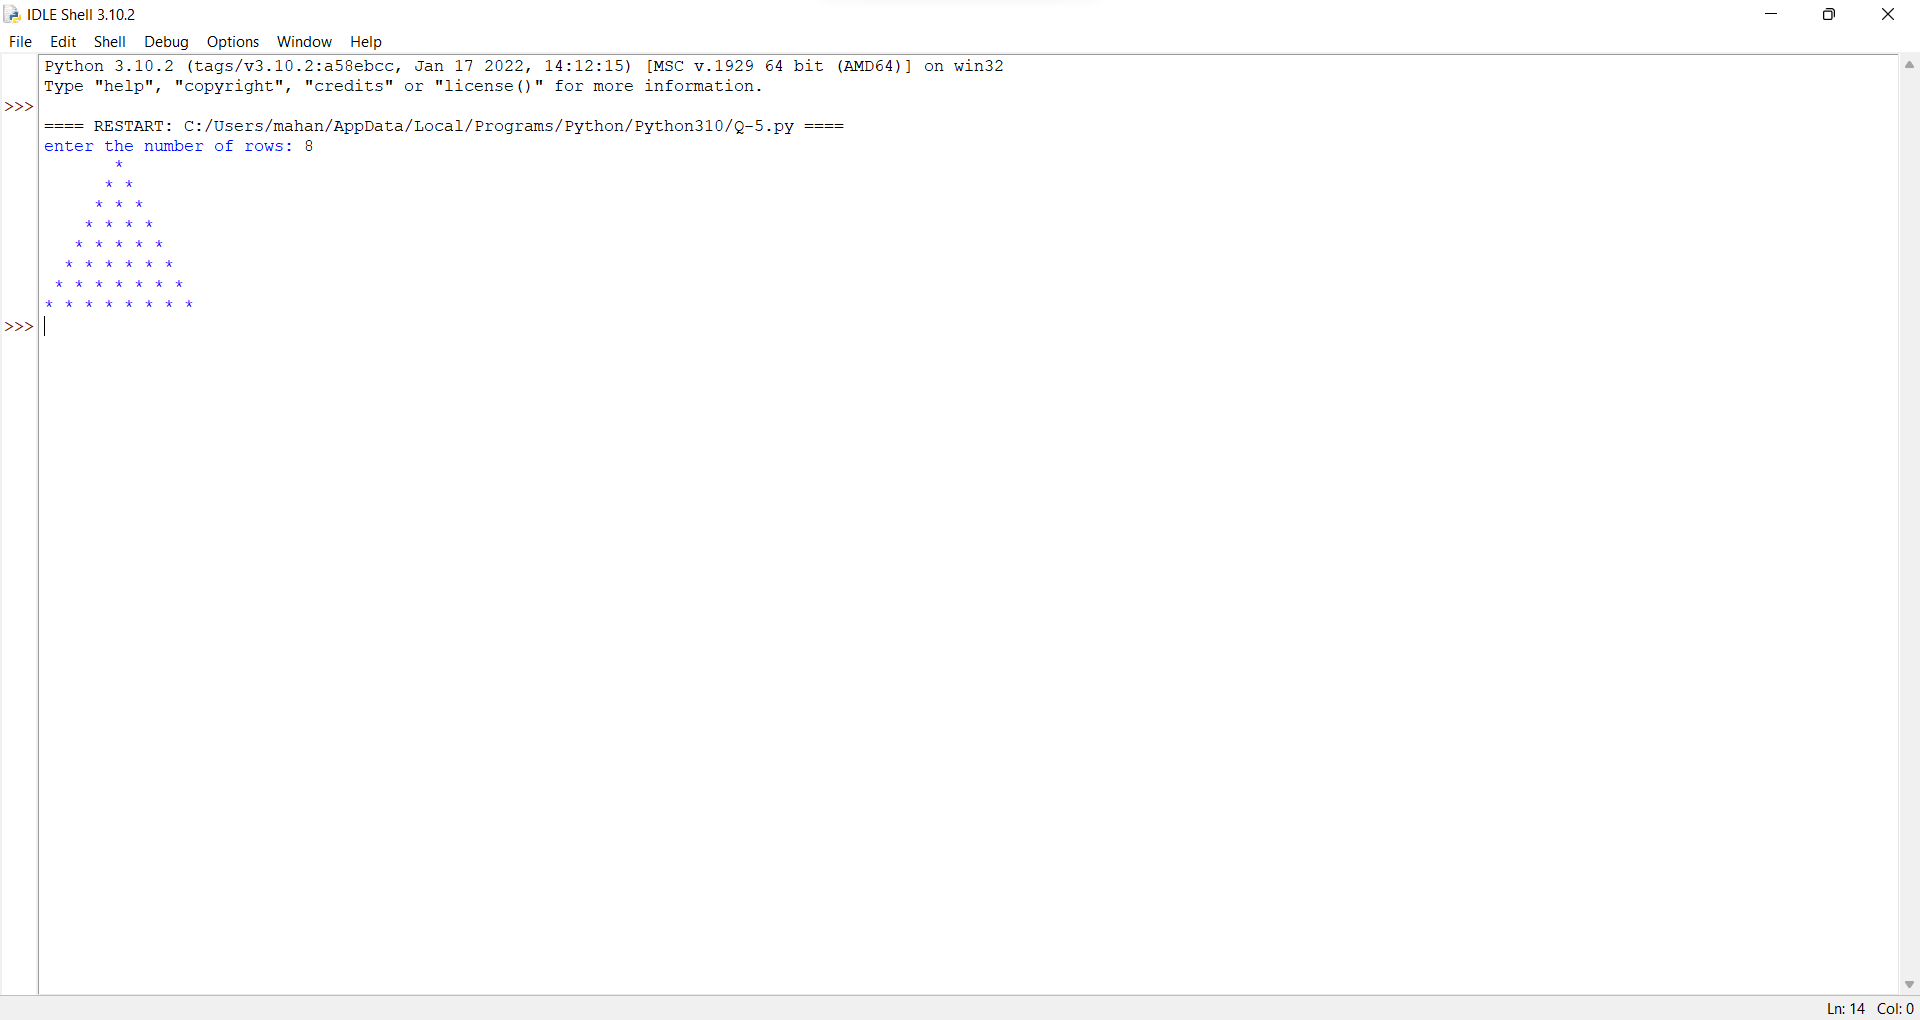 IDLE Shell 3.10.2
File Edit Shell Debug Options Window Help
Python 3.10.2 (tags/v3.10.2:a58ebcc, Jan 17 2022, 14:12:15) [MSC v.1929 64 bit (AMD64)] on win32
Type "help", "copyright", "credits" or "license()" for more information.
>>>
==== RESTART: C:/Users/mahan/AppData/Local/Programs/Python/Python310/Q-5.py ====
enter the number of rows: 8
       *
      * *
     * * *
    * * * *
   * * * * *
  * * * * * *
 * * * * * * *
* * * * * * * *
>>>
Ln: 14 Col: 0